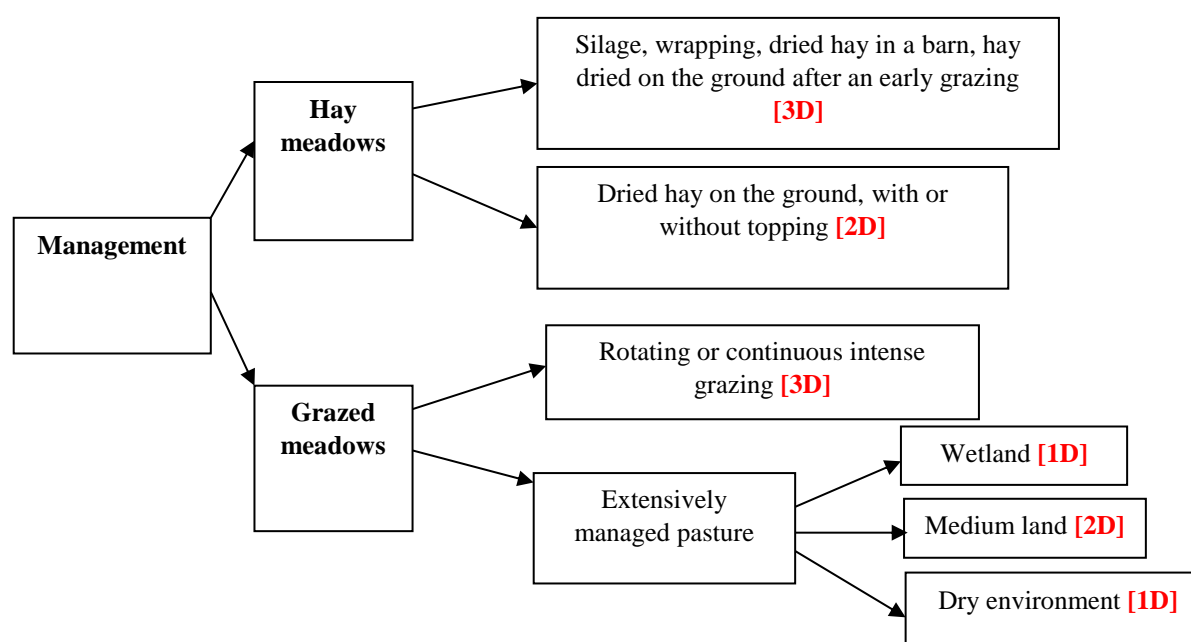 Silage, wrapping, dried hay in a barn, hay
dried on the ground after an early grazing
[3D]
Hay
meadows
Dried hay on the ground, with or
without topping [2D]
Management
Rotating or continuous intense
grazing [3D]
Grazed
meadows
Wetland [1D]
Extensively
managed pasture
Medium land [2D]
Dry environment [1D]